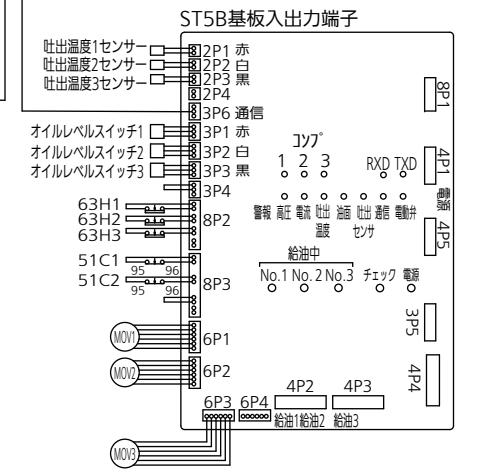 ST5B基板入出力端子
吐出温度1センサー 2P1 赤
吐出温度2センサー 2P2 白
吐出温度3センサー 2P3 黒
2P4
3P6 通信
オイルレベルスイッチ1 3P1 赤
オイルレベルスイッチ2 3P2 白
オイルレベルスイッチ3 3P3 黒
3P4
63H1
63H2 8P2
63H3
51C1
95 96
51C2 8P3
95 96
MOV1 6P1
MOV2 6P2
6P3 6P4
MOV3
コンプ
1 2 3 RXD TXD
警報 高圧 電流 吐出 油面 吐出 通信 電動弁
温度 センサ
給油中
No.1 No.2 No.3 チェック 電源
4P2 4P3
給油1 給油2 給油3
8P1
4P1 電源
4P5
3P5
4P4